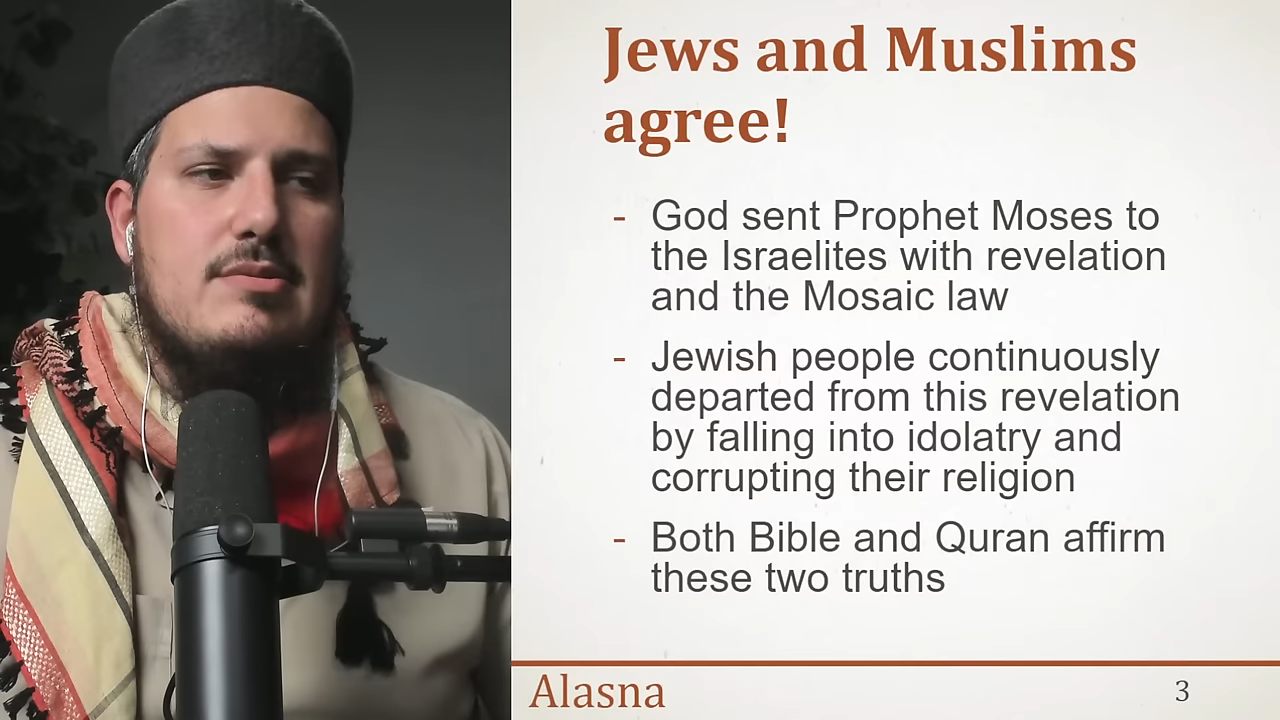 Jews and Muslims
agree!
- God sent Prophet Moses to
the Israelites with revelation
and the Mosaic law
- Jewish people continuously
departed from this revelation
by falling into idolatry and
corrupting their religion
- Both Bible and Quran affirm
these two truths
Alasna
3